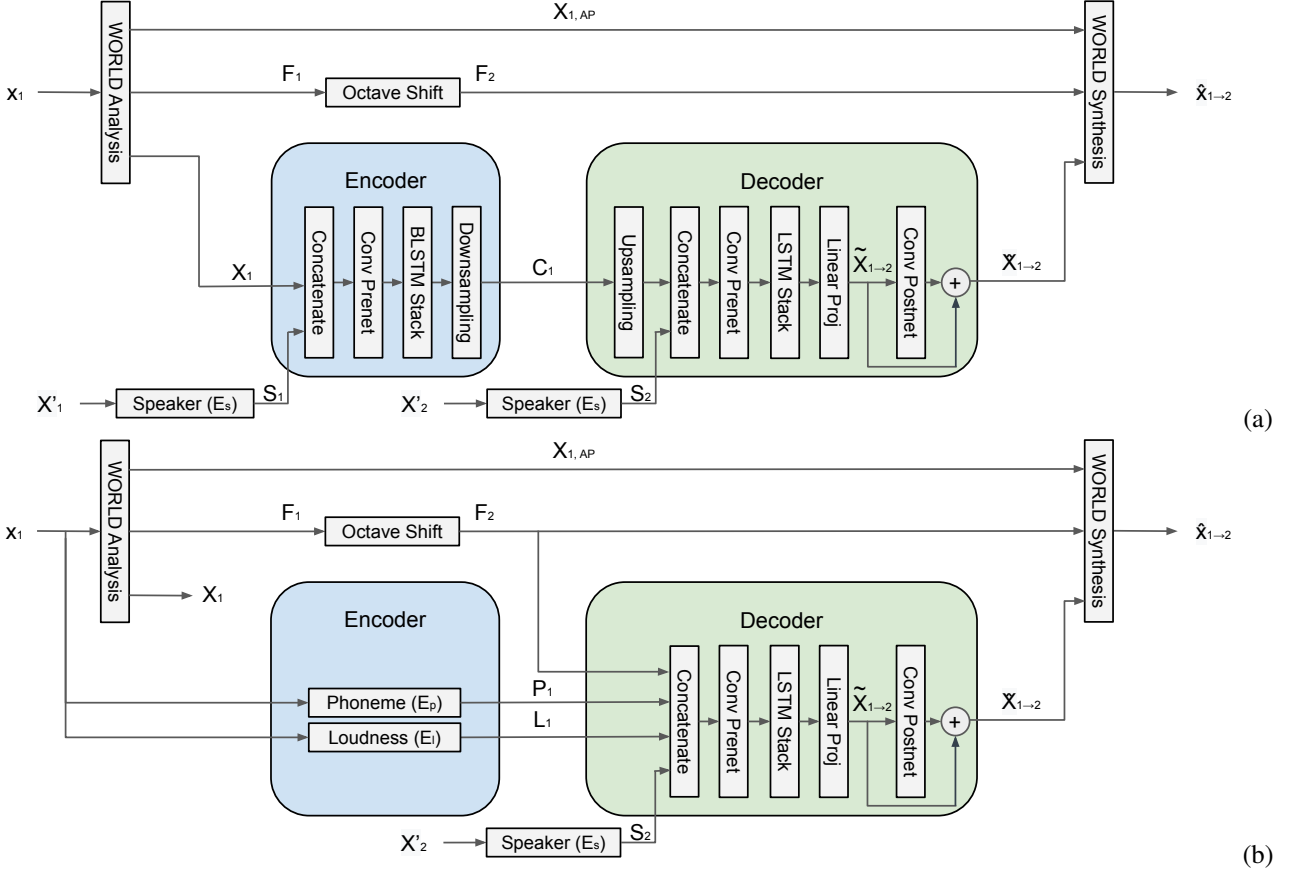 X₁, AP
WORLD Analysis
WORLD Synthesis
x₁
F₁
Octave Shift
F₂
x̂₁→₂
Encoder
Decoder
X₁
Concatenate
Conv Prenet
BLSTM Stack
Downsampling
C₁
Upsampling
Concatenate
Conv Prenet
LSTM Stack
Linear Proj
X̃₁→₂
Conv Postnet
+
X̌₁→₂
X'₁
Speaker (Eₛ)
S₁
X'₂
Speaker (Eₛ)
S₂
(a)
X₁, AP
WORLD Analysis
WORLD Synthesis
x₁
F₁
Octave Shift
F₂
x̂₁→₂
X₁
Encoder
Decoder
Phoneme (Eₚ)
P₁
Loudness (Eₗ)
L₁
Concatenate
Conv Prenet
LSTM Stack
Linear Proj
X̃₁→₂
Conv Postnet
+
X̌₁→₂
X'₂
Speaker (Eₛ)
S₂
(b)